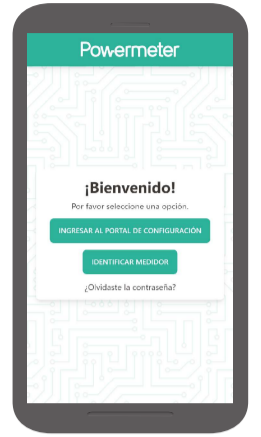 Powermeter
¡Bienvenido!
Por favor seleccione una opción.
INGRESAR AL PORTAL DE CONFIGURACIÓN
IDENTIFICAR MEDIDOR
¿Olvidaste la contraseña?